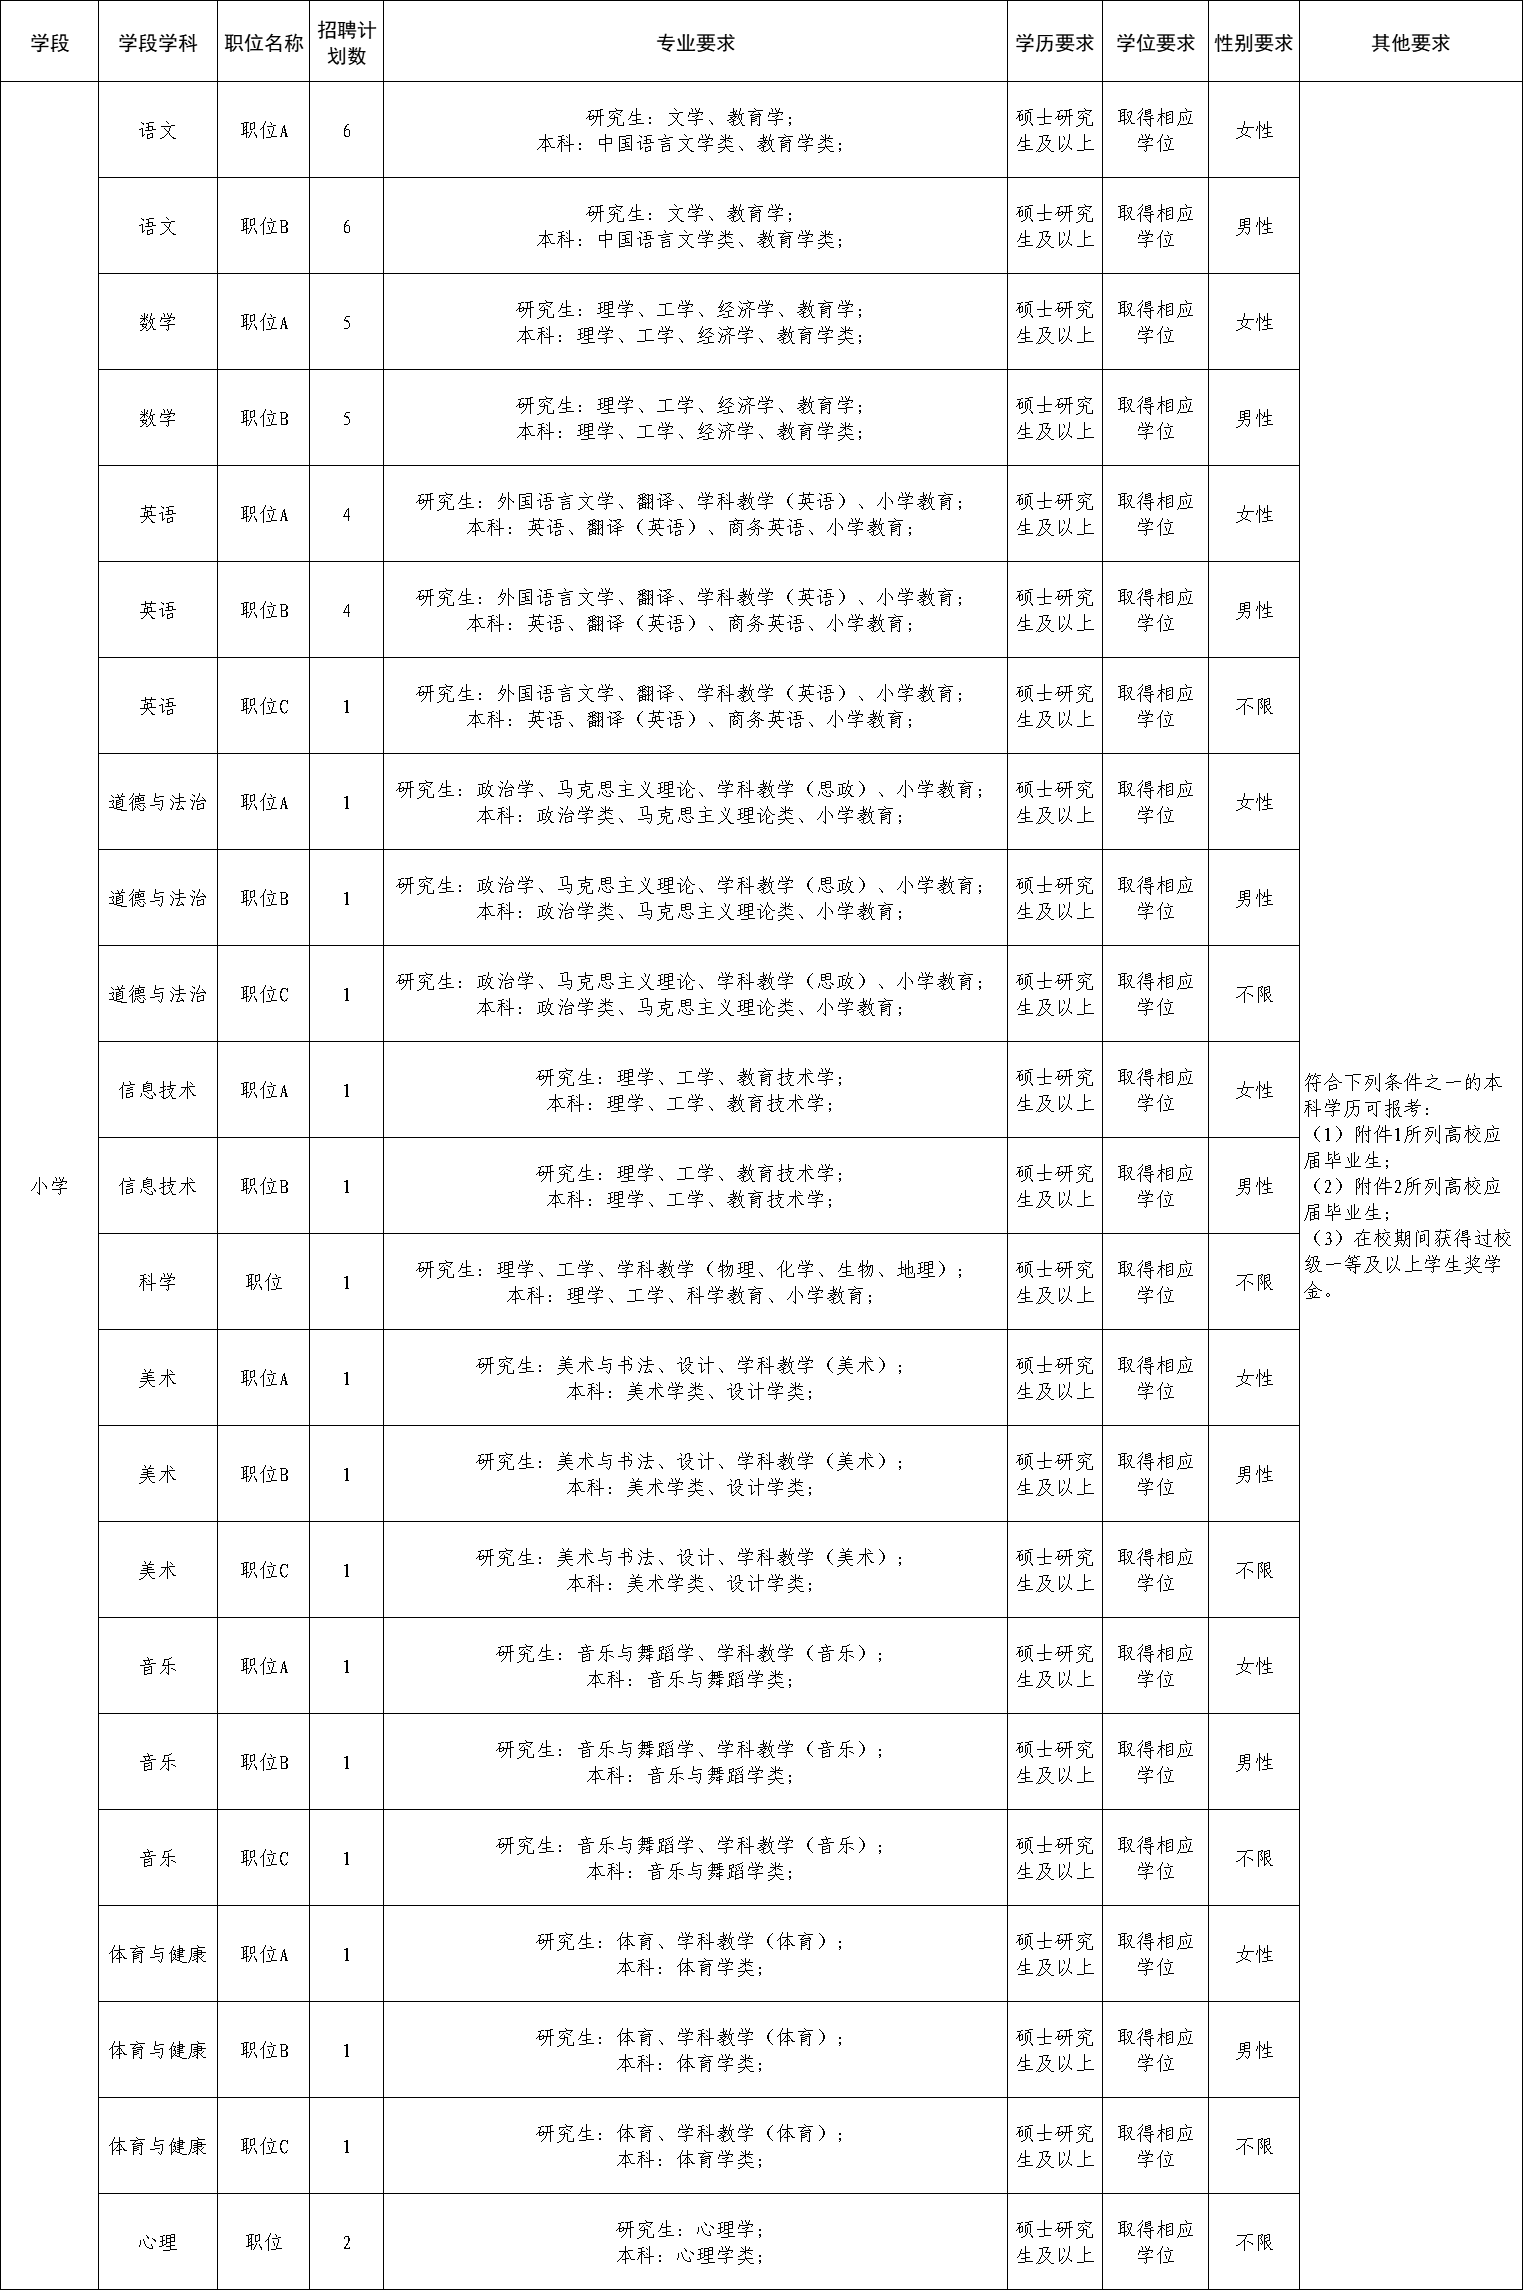 学段 学段学科 职位名称 招聘计划数 专业要求 学历要求 学位要求 性别要求 其他要求
小学
语文 职位A 6 研究生：文学、教育学；
本科：中国语言文学类、教育学类； 硕士研究生及以上 取得相应学位 女性
语文 职位B 6 研究生：文学、教育学；
本科：中国语言文学类、教育学类； 硕士研究生及以上 取得相应学位 男性
数学 职位A 5 研究生：理学、工学、经济学、教育学；
本科：理学、工学、经济学、教育学类； 硕士研究生及以上 取得相应学位 女性
数学 职位B 5 研究生：理学、工学、经济学、教育学；
本科：理学、工学、经济学、教育学类； 硕士研究生及以上 取得相应学位 男性
英语 职位A 4 研究生：外国语言文学、翻译、学科教学（英语）、小学教育；
本科：英语、翻译（英语）、商务英语、小学教育； 硕士研究生及以上 取得相应学位 女性
英语 职位B 4 研究生：外国语言文学、翻译、学科教学（英语）、小学教育；
本科：英语、翻译（英语）、商务英语、小学教育； 硕士研究生及以上 取得相应学位 男性
英语 职位C 1 研究生：外国语言文学、翻译、学科教学（英语）、小学教育；
本科：英语、翻译（英语）、商务英语、小学教育； 硕士研究生及以上 取得相应学位 不限
道德与法治 职位A 1 研究生：政治学、马克思主义理论、学科教学（思政）、小学教育；
本科：政治学类、马克思主义理论类、小学教育； 硕士研究生及以上 取得相应学位 女性
道德与法治 职位B 1 研究生：政治学、马克思主义理论、学科教学（思政）、小学教育；
本科：政治学类、马克思主义理论类、小学教育； 硕士研究生及以上 取得相应学位 男性
道德与法治 职位C 1 研究生：政治学、马克思主义理论、学科教学（思政）、小学教育；
本科：政治学类、马克思主义理论类、小学教育； 硕士研究生及以上 取得相应学位 不限
信息技术 职位A 1 研究生：理学、工学、教育技术学；
本科：理学、工学、教育技术学； 硕士研究生及以上 取得相应学位 女性
信息技术 职位B 1 研究生：理学、工学、教育技术学；
本科：理学、工学、教育技术学； 硕士研究生及以上 取得相应学位 男性
科学 职位 1 研究生：理学、工学、学科教学（物理、化学、生物、地理）；
本科：理学、工学、科学教育、小学教育； 硕士研究生及以上 取得相应学位 不限
美术 职位A 1 研究生：美术与书法、设计、学科教学（美术）；
本科：美术学类、设计学类； 硕士研究生及以上 取得相应学位 女性
美术 职位B 1 研究生：美术与书法、设计、学科教学（美术）；
本科：美术学类、设计学类； 硕士研究生及以上 取得相应学位 男性
美术 职位C 1 研究生：美术与书法、设计、学科教学（美术）；
本科：美术学类、设计学类； 硕士研究生及以上 取得相应学位 不限
音乐 职位A 1 研究生：音乐与舞蹈学、学科教学（音乐）；
本科：音乐与舞蹈学类； 硕士研究生及以上 取得相应学位 女性
音乐 职位B 1 研究生：音乐与舞蹈学、学科教学（音乐）；
本科：音乐与舞蹈学类； 硕士研究生及以上 取得相应学位 男性
音乐 职位C 1 研究生：音乐与舞蹈学、学科教学（音乐）；
本科：音乐与舞蹈学类； 硕士研究生及以上 取得相应学位 不限
体育与健康 职位A 1 研究生：体育、学科教学（体育）；
本科：体育学类； 硕士研究生及以上 取得相应学位 女性
体育与健康 职位B 1 研究生：体育、学科教学（体育）；
本科：体育学类； 硕士研究生及以上 取得相应学位 男性
体育与健康 职位C 1 研究生：体育、学科教学（体育）；
本科：体育学类； 硕士研究生及以上 取得相应学位 不限
心理 职位 2 研究生：心理学；
本科：心理学类； 硕士研究生及以上 取得相应学位 不限
符合下列条件之一的本
科学历可报考：
（1）附件1所列高校应
届毕业生；
（2）附件2所列高校应
届毕业生；
（3）在校期间获得过校
级一等及以上学生奖学
金。